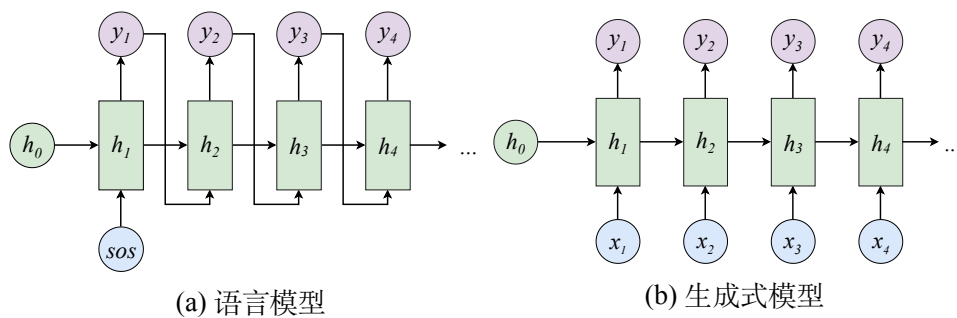 y1 y2 y3 y4
h0 h1 h2 h3 h4 ...
sos
(a) 语言模型
y1 y2 y3 y4
h0 h1 h2 h3 h4 ..
x1 x2 x3 x4
(b) 生成式模型